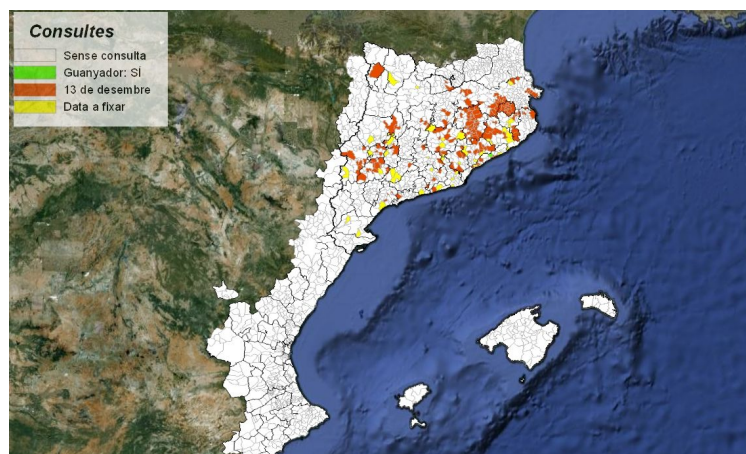 Consultes
Sense consulta
Guanyador: SÍ
13 de desembre
Data a fixar